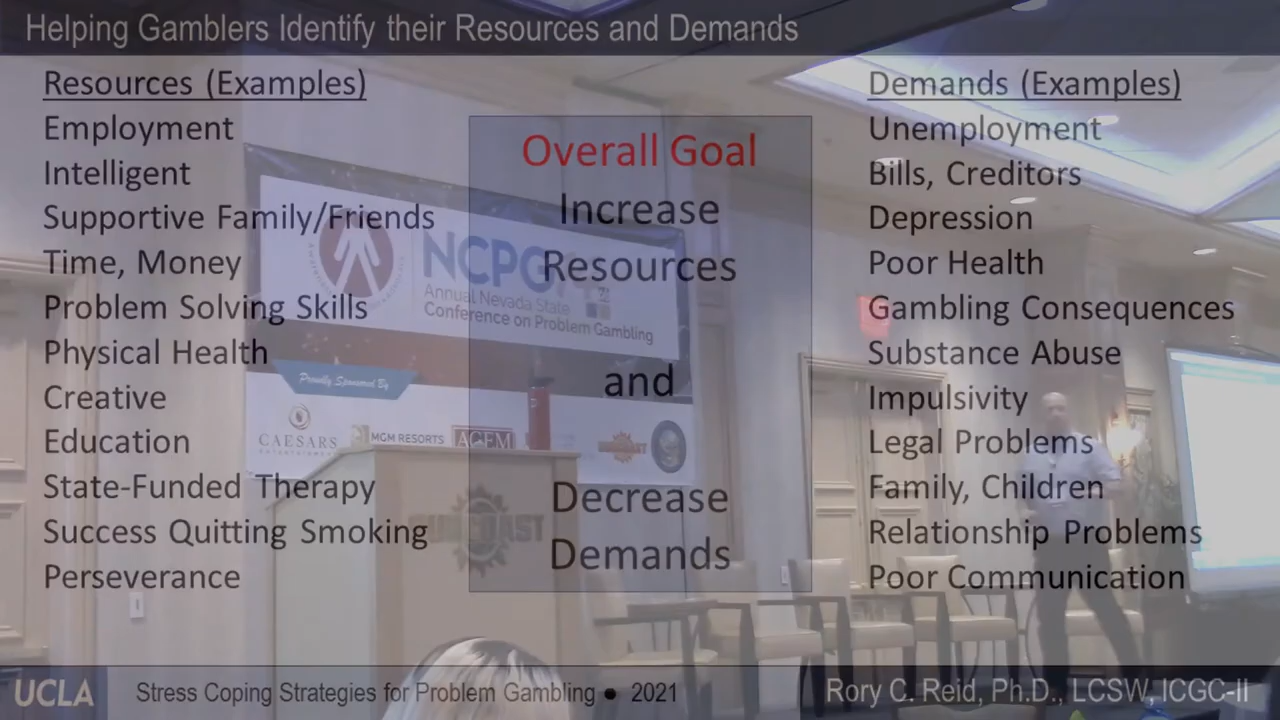 Helping Gamblers Identify their Resources and Demands
Resources (Examples)
Employment
Intelligent
Supportive Family/Friends
Time, Money
Problem Solving Skills
Physical Health
Creative
Education
State-Funded Therapy
Success Quitting Smoking
Perseverance
Overall Goal
Increase
Resources
and
Decrease
Demands
Demands (Examples)
Unemployment
Bills, Creditors
Depression
Poor Health
Gambling Consequences
Substance Abuse
Impulsivity
Legal Problems
Family, Children
Relationship Problems
Poor Communication
NCPG
Annual Nevada State
Conference on Problem Gambling
Proudly Sponsored By
CAESARS
ENTERTAINMENT
MGM RESORTS
AGEM
SUNCOAST
SUNCOAST
UCLA
Stress Coping Strategies for Problem Gambling ● 2021
Rory C. Reid, Ph.D., LCSW, ICGC-II